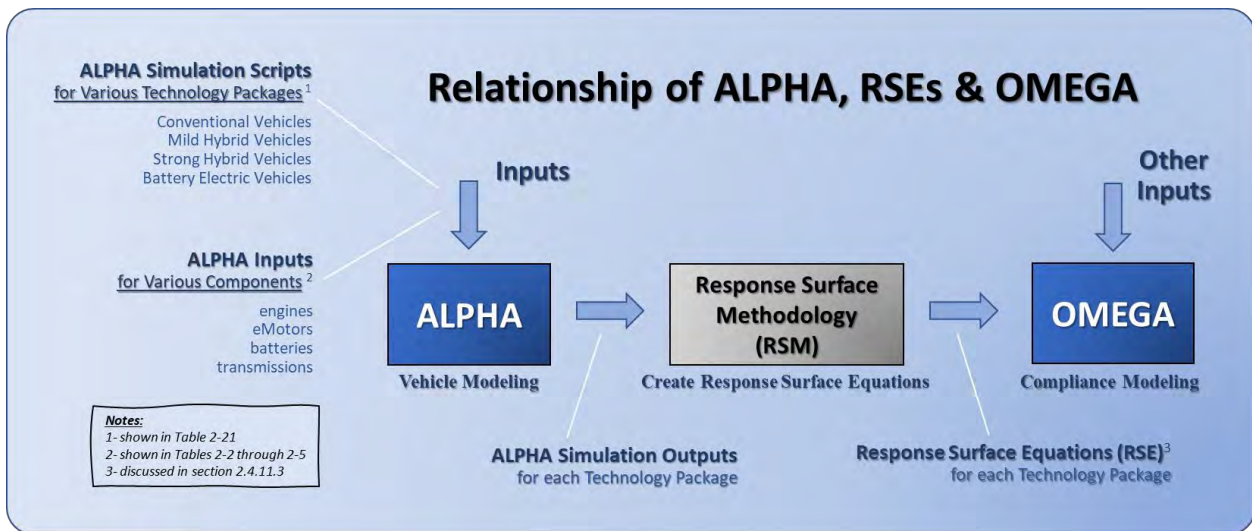 Relationship of ALPHA, RSEs & OMEGA
ALPHA Simulation Scripts
for Various Technology Packages 1
Conventional Vehicles
Mild Hybrid Vehicles
Strong Hybrid Vehicles
Battery Electric Vehicles
ALPHA Inputs
for Various Components 2
engines
eMotors
batteries
transmissions
Inputs
ALPHA
Vehicle Modeling
ALPHA Simulation Outputs
for each Technology Package
Response Surface
Methodology
(RSM)
Create Response Surface Equations
Response Surface Equations (RSE)3
for each Technology Package
Other
Inputs
OMEGA
Compliance Modeling
Notes:
1- shown in Table 2-21
2- shown in Tables 2-2 through 2-5
3- discussed in section 2.4.11.3